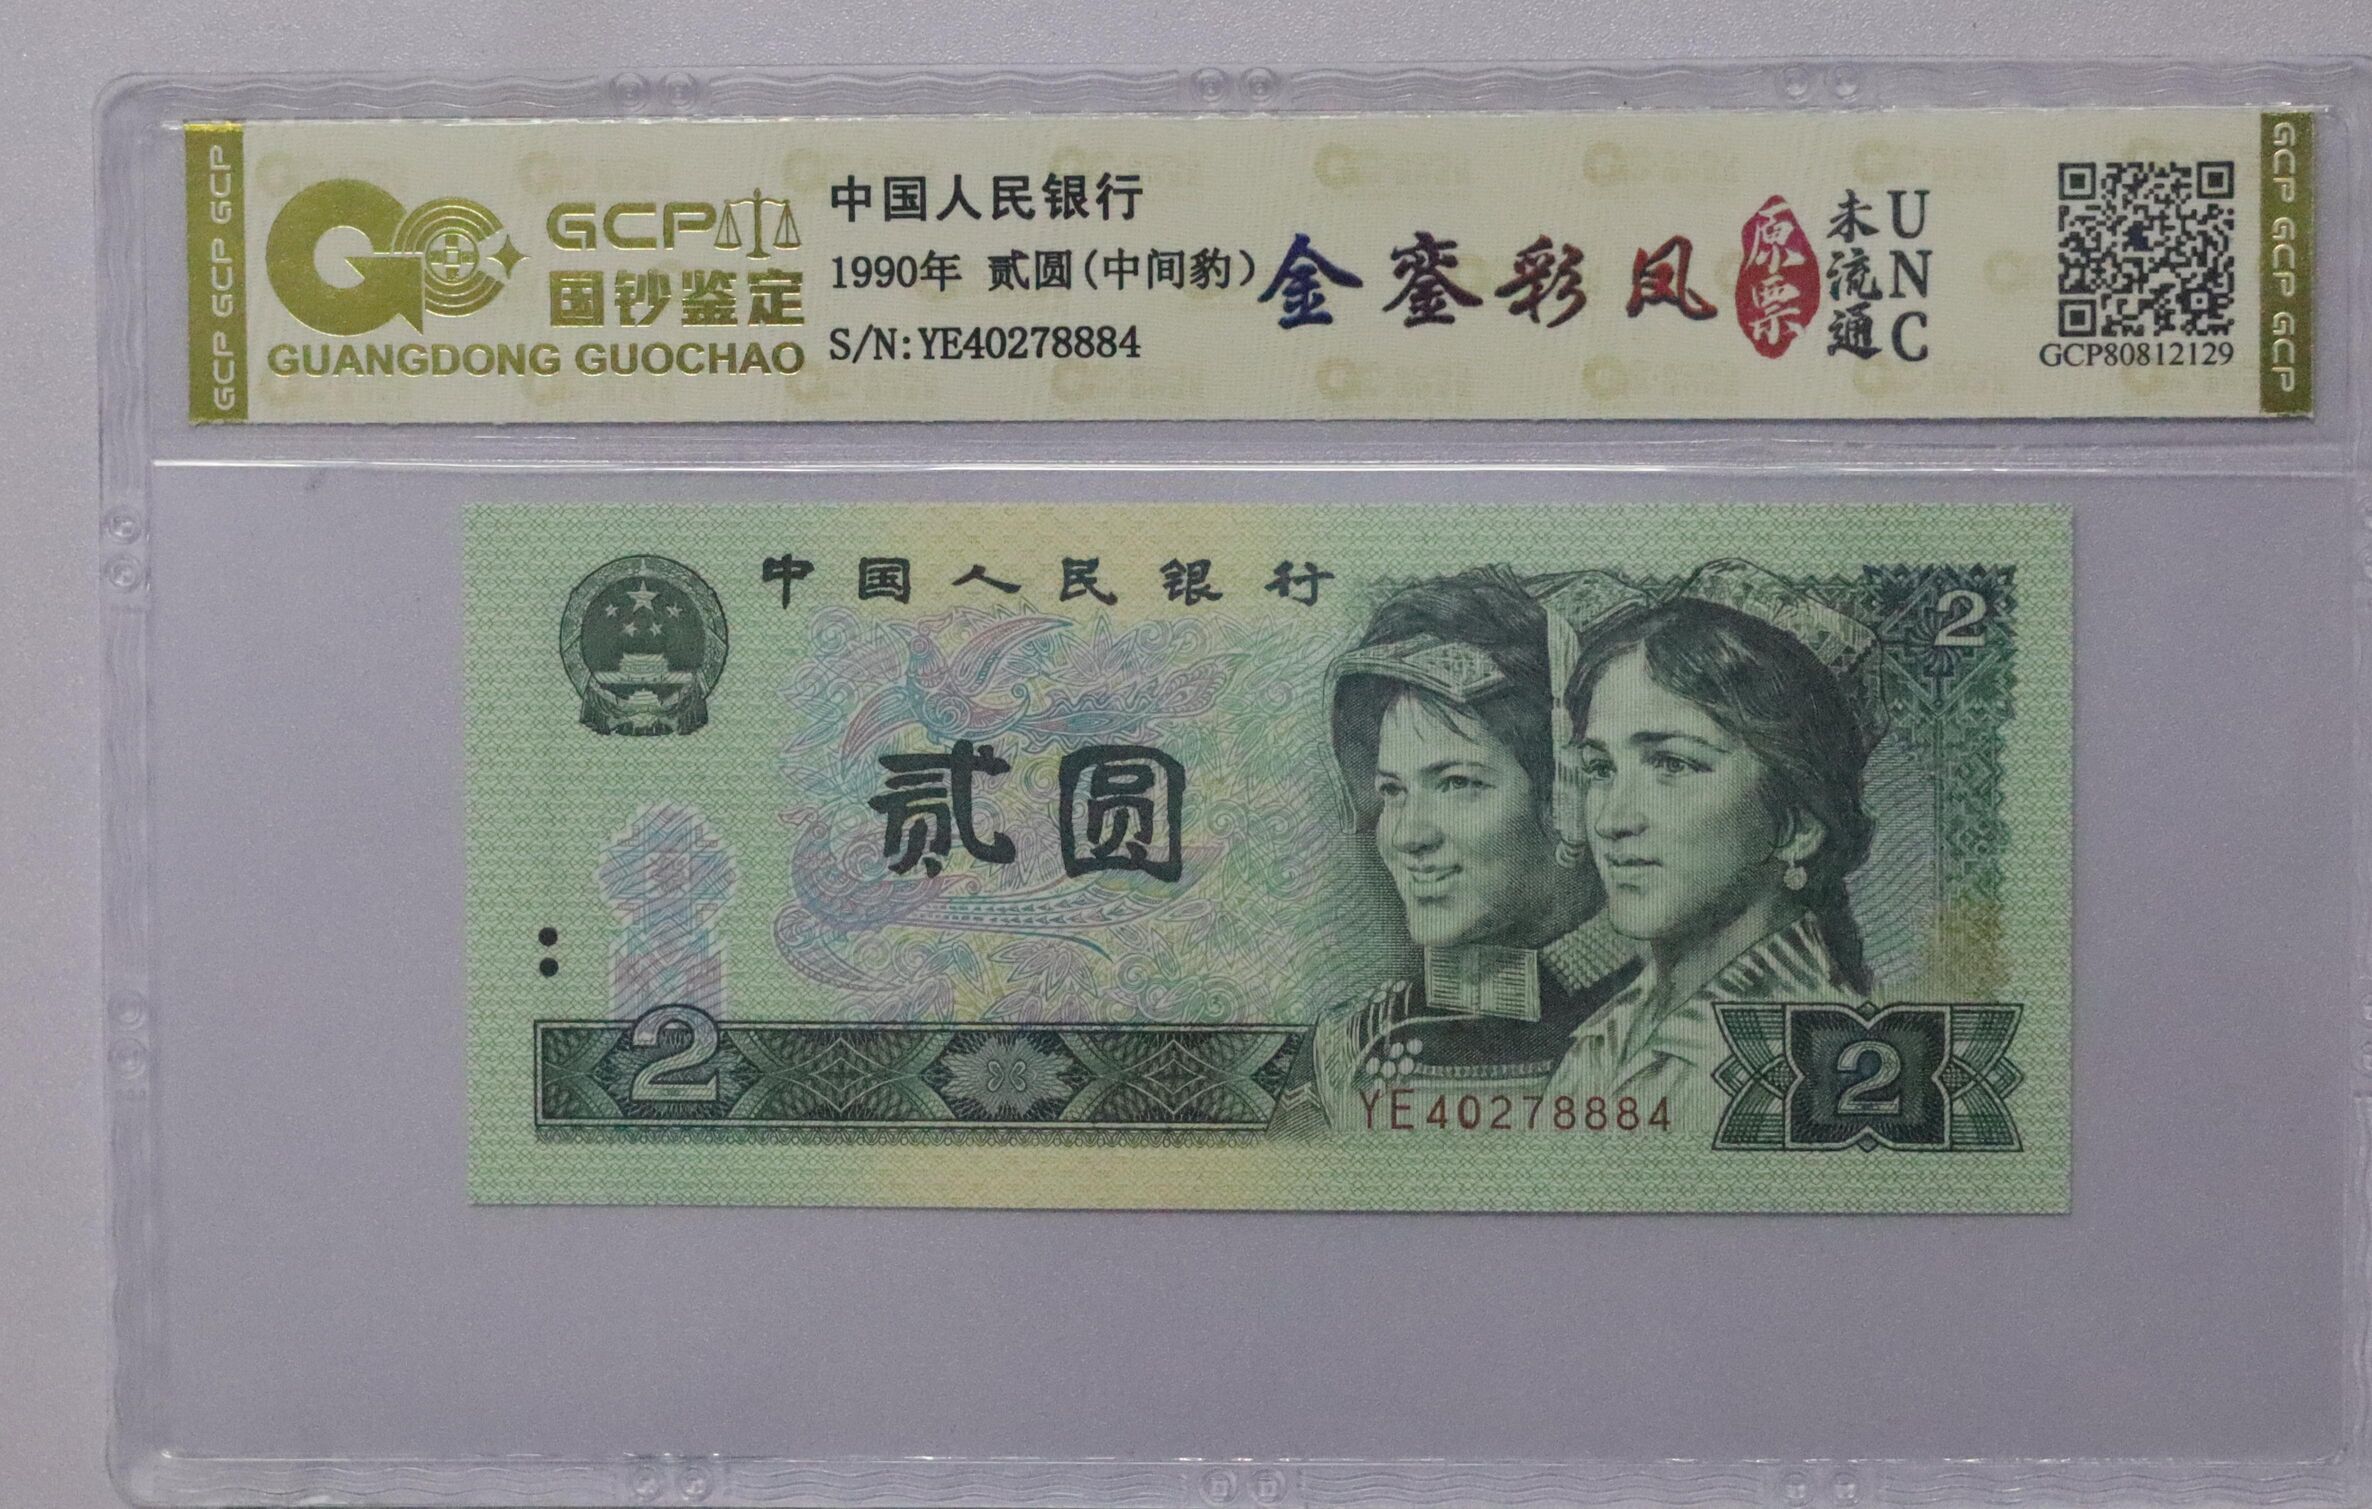 GCP GCP GCP
GCP
国钞鉴定
GUANGDONG GUOCHAO
中国人民银行
1990年 贰圆(中间豹)
S/N:YE40278884
金銮彩凤
原票
未流通
UNC
GCP80812129
GCP GCP GCP
中国人民银行
2
贰圆
2
YE40278884
2